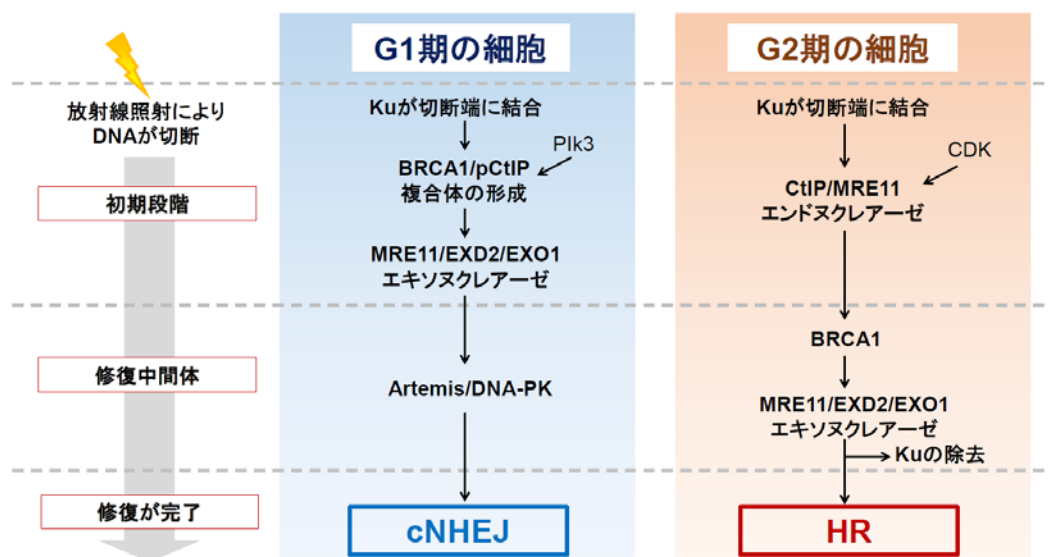 G1期の細胞
G2期の細胞
放射線照射により
DNAが切断
初期段階
修復中間体
修復が完了
Kuが切断端に結合
Plk3
BRCA1/pCtIP
複合体の形成
MRE11/EXD2/EXO1
エキソヌクレアーゼ
Artemis/DNA-PK
cNHEJ
Kuが切断端に結合
CDK
CtIP/MRE11
エンドヌクレアーゼ
BRCA1
MRE11/EXD2/EXO1
エキソヌクレアーゼ
Kuの除去
HR